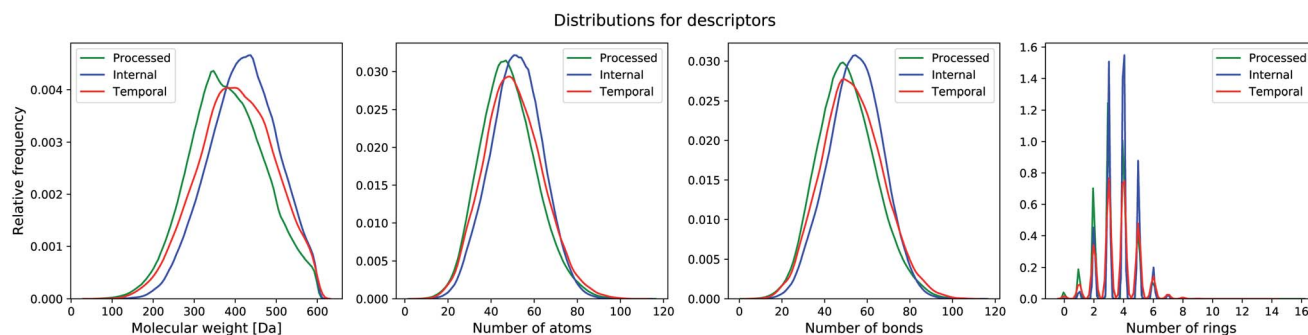 Distributions for descriptors
Relative frequency
0.004
0.003
0.002
0.001
0.000
Processed
Internal
Temporal
0 100 200 300 400 500 600
Molecular weight [Da]
0.030
0.025
0.020
0.015
0.010
0.005
0.000
Processed
Internal
Temporal
0 20 40 60 80 100 120
Number of atoms
0.030
0.025
0.020
0.015
0.010
0.005
0.000
Processed
Internal
Temporal
0 20 40 60 80 100 120
Number of bonds
1.6
1.4
1.2
1.0
0.8
0.6
0.4
0.2
0.0
Processed
Internal
Temporal
0 2 4 6 8 10 12 14 16
Number of rings